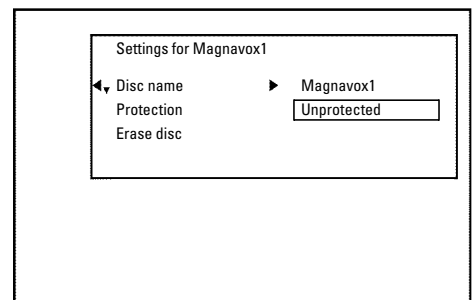 Settings for Magnavox1
Disc name Magnavox1
Protection Unprotected
Erase disc